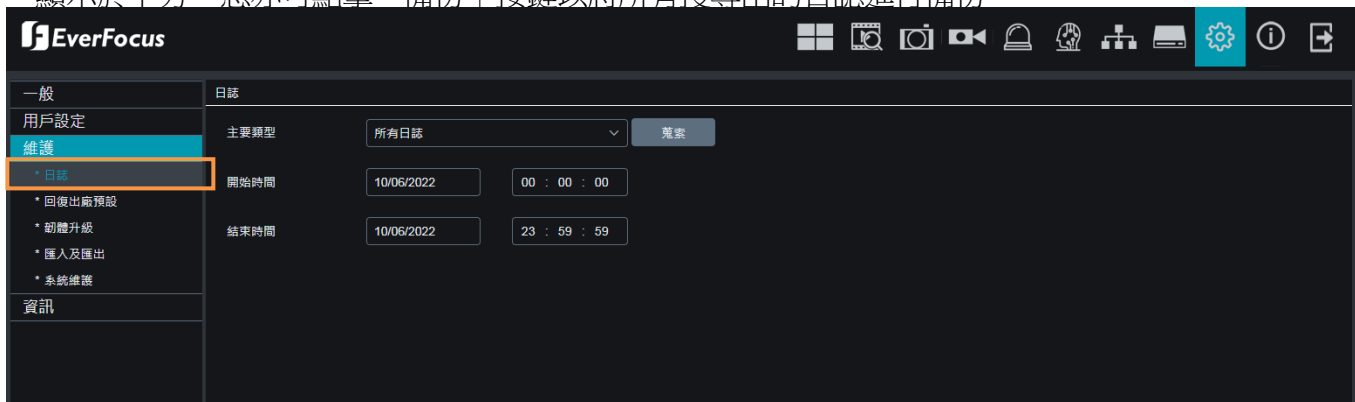 EverFocus
一般
用戶設定
維護
* 日誌
* 回復出廠預設
* 韌體升級
* 匯入及匯出
* 系統維護
資訊
日誌
主要類型 所有日誌 蒐索
開始時間 10/06/2022 00 : 00 : 00
結束時間 10/06/2022 23 : 59 : 59